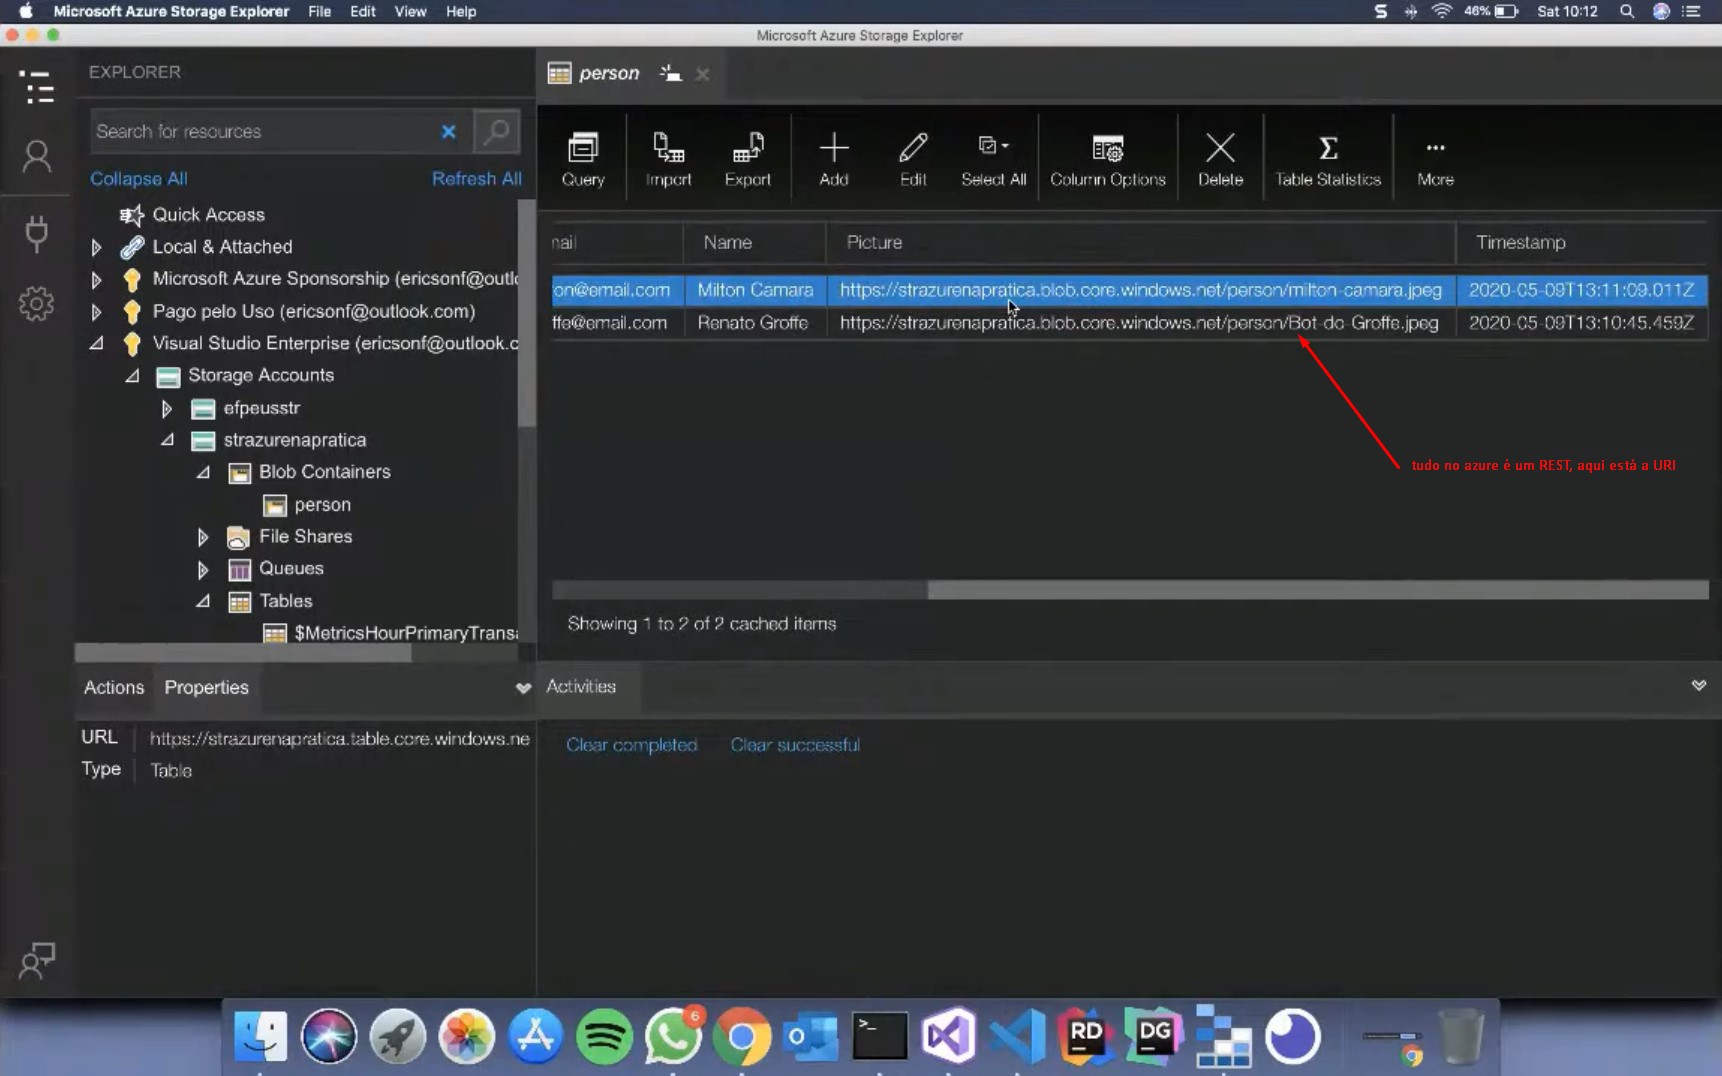 Microsoft Azure Storage Explorer File Edit View Help
46% Sat 10:12
Microsoft Azure Storage Explorer
EXPLORER
Search for resources
Collapse All Refresh All
Quick Access
Local & Attached
Microsoft Azure Sponsorship (ericsonf@outlo
Pago pelo Uso (ericsonf@outlook.com)
Visual Studio Enterprise (ericsonf@outlook.c
Storage Accounts
efpeusstr
strazurenapratica
Blob Containers
person
File Shares
Queues
Tables
$MetricsHourPrimaryTransa
Actions Properties
URL https://strazurenapratica.table.core.windows.ne
Type Table
person
Query Import Export Add Edit Select All Column Options Delete Table Statistics More
nail Name Picture Timestamp
on@email.com Milton Camara https://strazurenapratica.blob.core.windows.net/person/milton-camara.jpeg 2020-05-09T13:11:09.011Z
ffe@email.com Renato Groffe https://strazurenapratica.blob.core.windows.net/person/Bot-do-Groffe.jpeg 2020-05-09T13:10:45.459Z
tudo no azure é um REST, aqui está a URI
Showing 1 to 2 of 2 cached items
Activities
Clear completed Clear successful
6
RD
DG